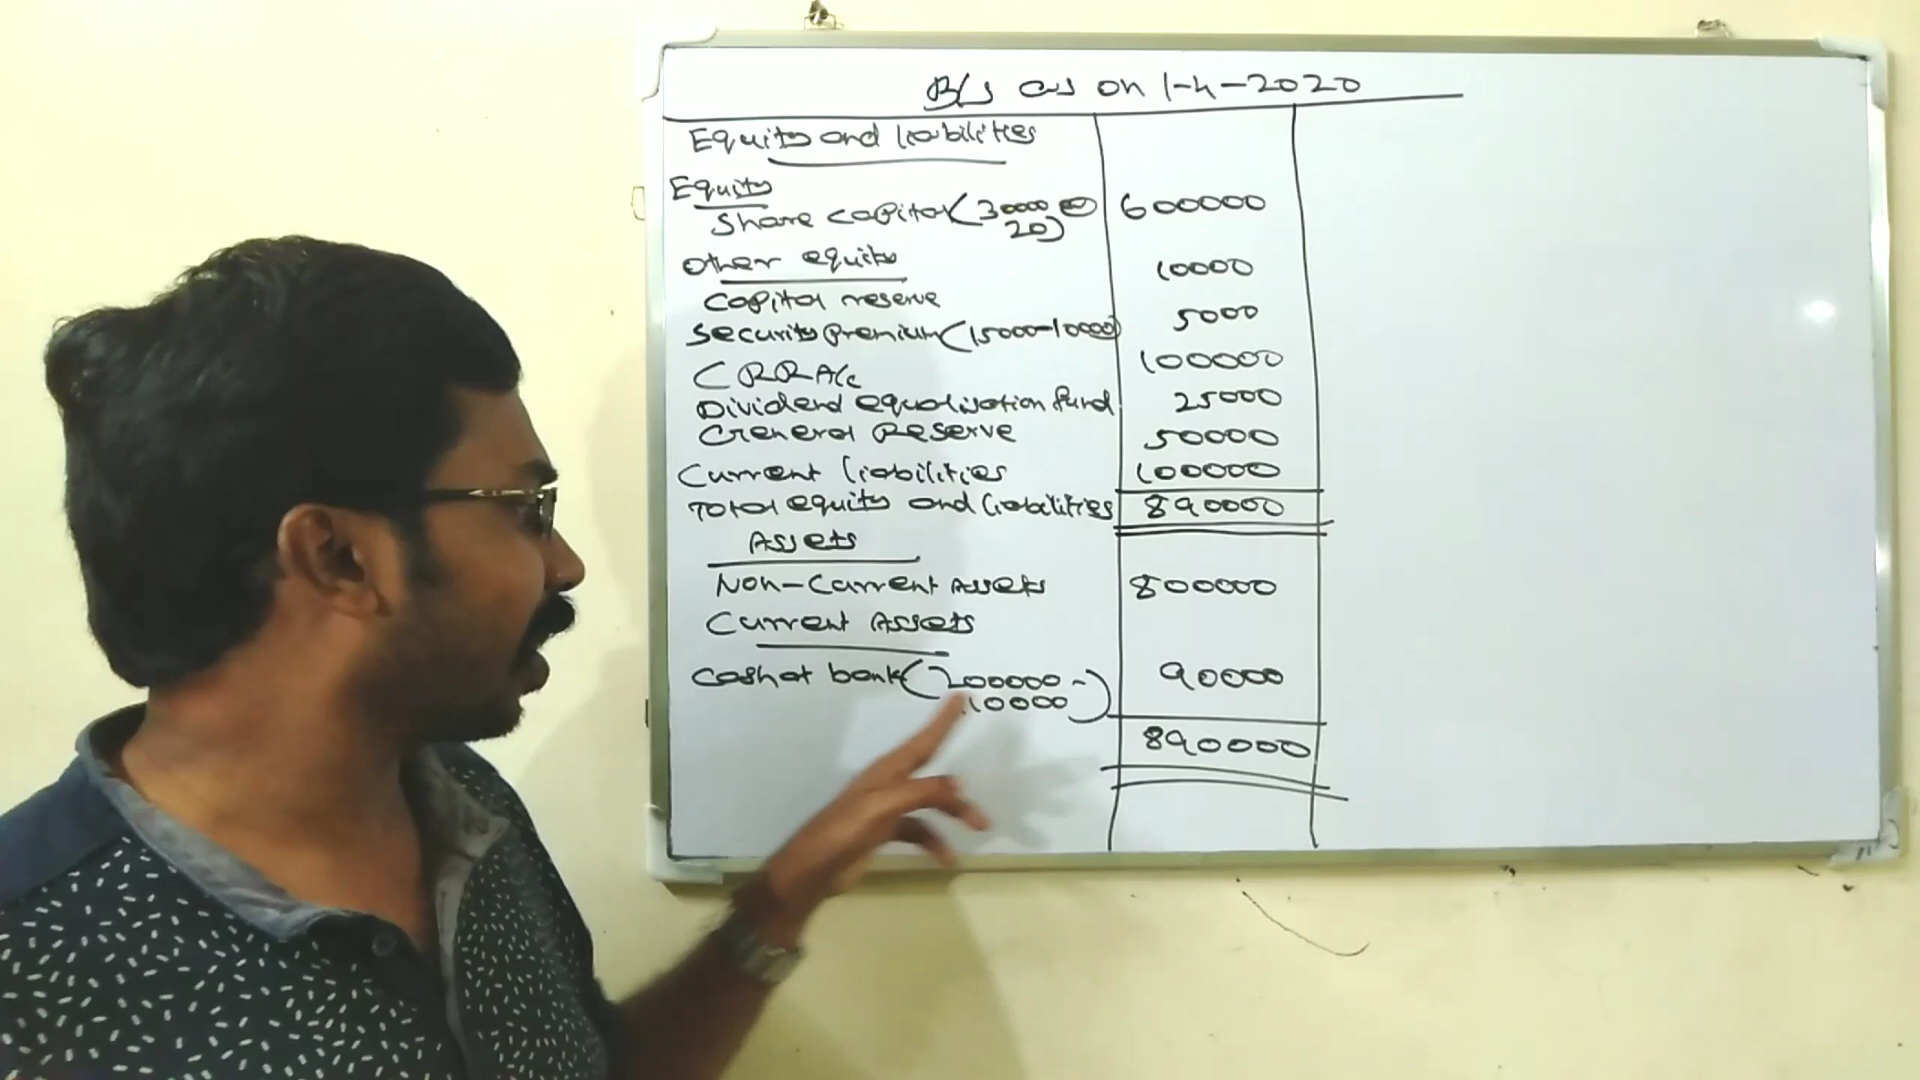 B/S as on 1-4-2020
Equity and liabilities
Equity
Share capital (30000 @ 600000
20)
Other equity
10000
Capital reserve
Security Premium (15000-10000) 5000
CRR A/c 100000
Dividend equalisation fund 25000
General Reserve 50000
Current liabilities 100000
Total equity and liabilities 890000
Assets
Non-Current Assets 800000
Current Assets
Cash at bank (200000 - 90000
110000)
890000